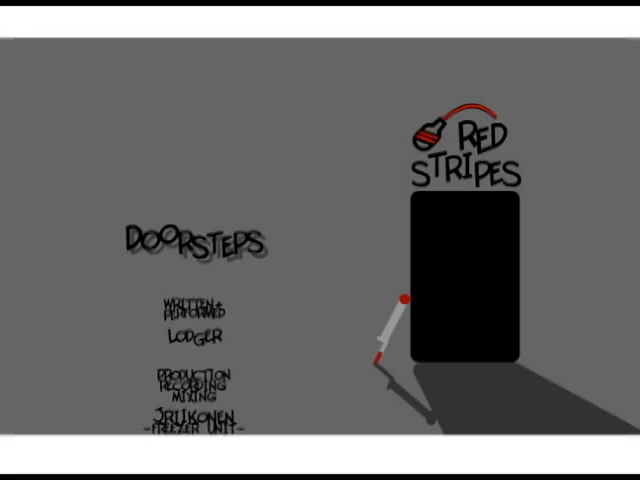 RED
STRIPES
DOORSTEPS
WRITTEN+
PERFORMED
LODGER
PRODUCTION
RECORDING
MIXING
JRIIKONEN
-FREEZER UNIT-